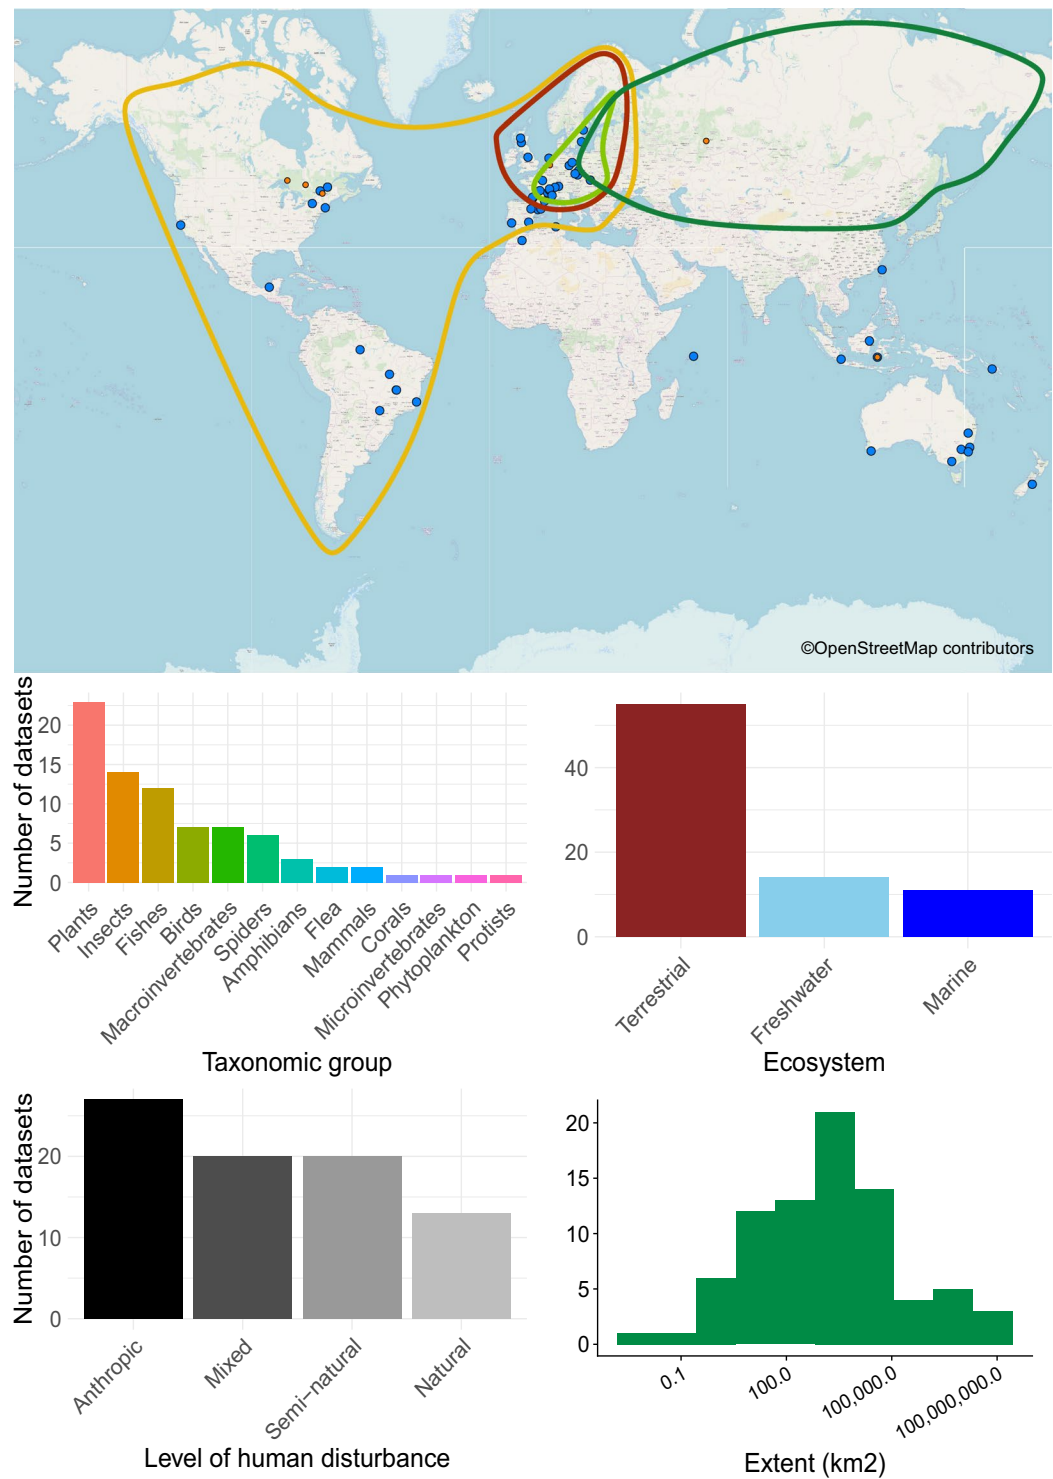 ©OpenStreetMap contributors
Number of datasets
20
15
10
5
0
Plants
Insects
Fishes
Birds
Macroinvertebrates
Spiders
Amphibians
Flea
Mammals
Corals
Microinvertebrates
Phytoplankton
Protists
Taxonomic group
40
20
0
Terrestrial
Freshwater
Marine
Ecosystem
Number of datasets
20
10
0
Anthropic
Mixed
Semi−natural
Natural
Level of human disturbance
20
15
10
5
0
0.1
100.0
100,000.0
100,000,000.0
Extent (km2)